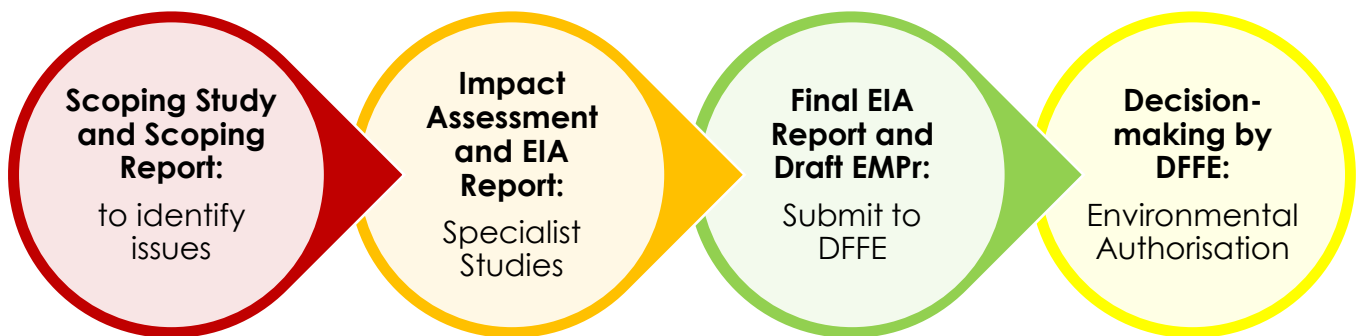 Scoping Study
and Scoping
Report:
to identify
issues
Impact
Assessment
and EIA
Report:
Specialist
Studies
Final EIA
Report and
Draft EMPr:
Submit to
DFFE
Decision-
making by
DFFE:
Environmental
Authorisation